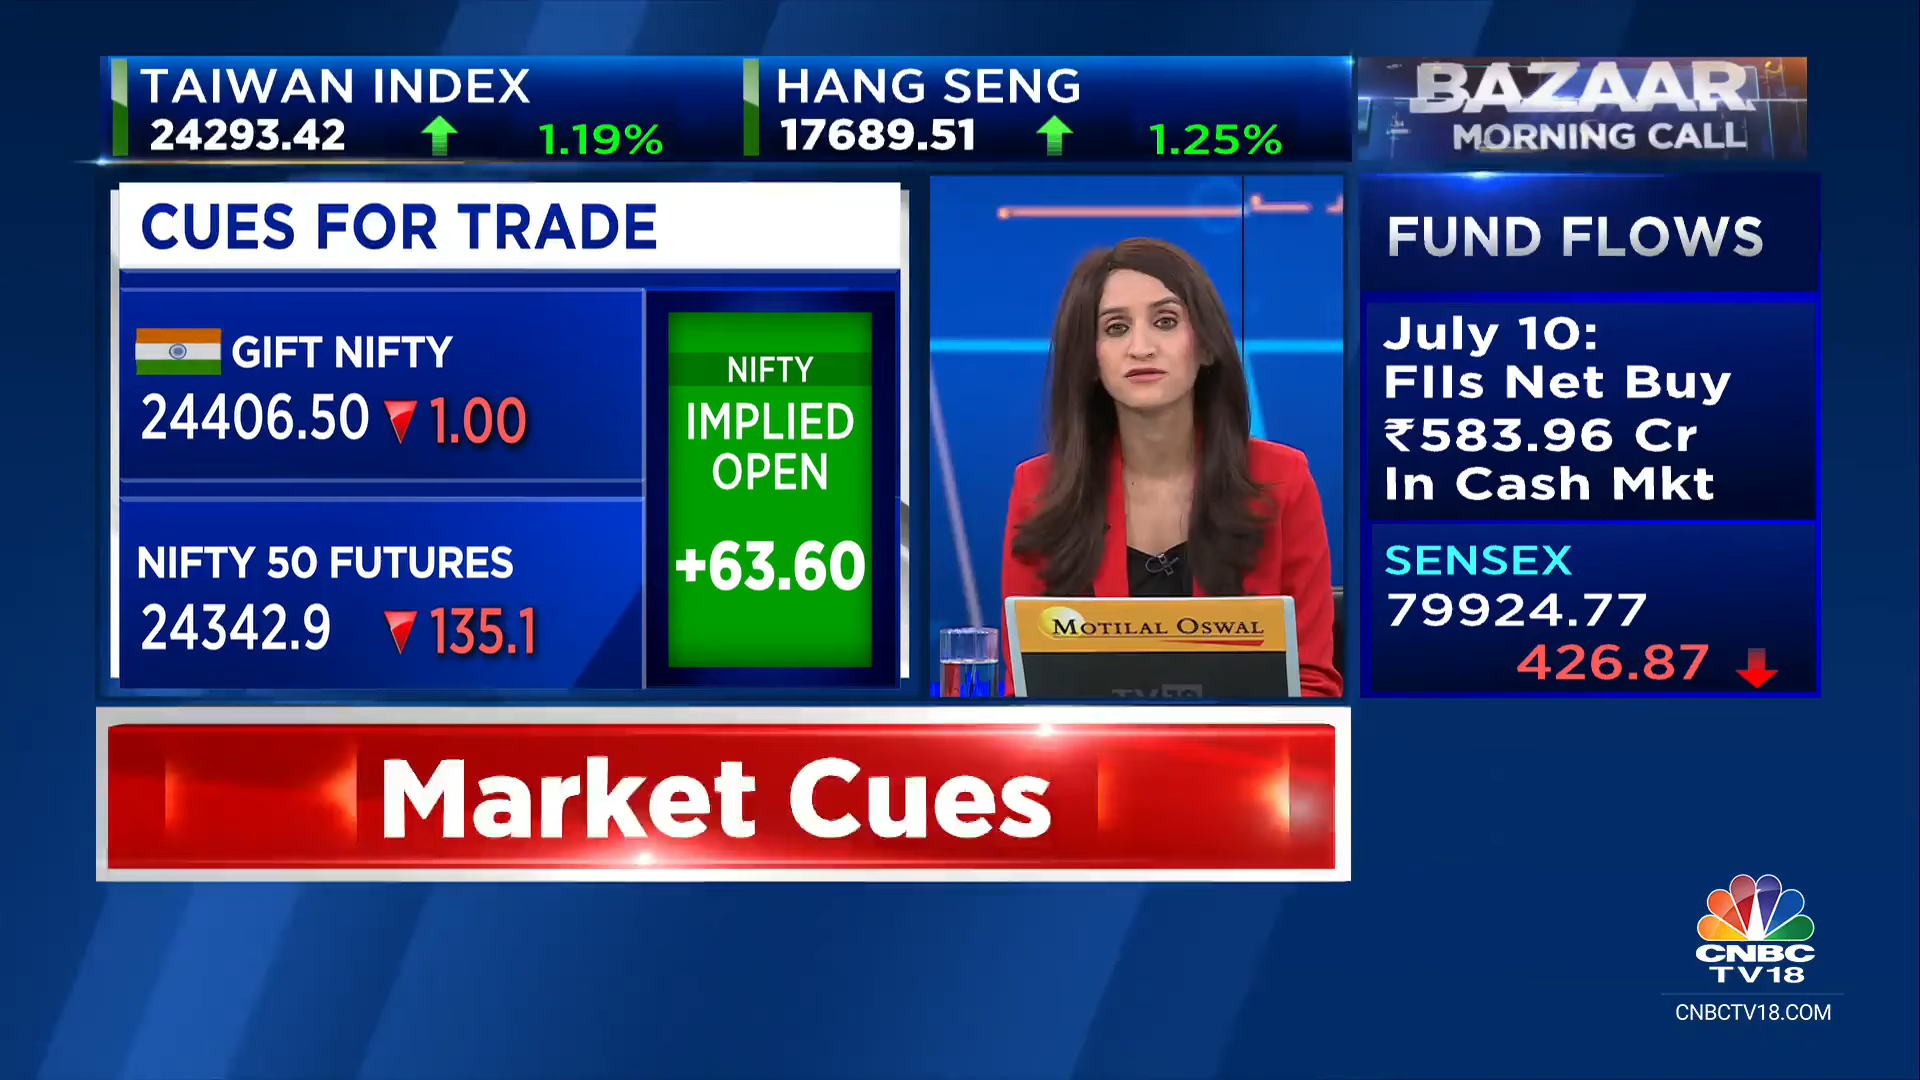 TAIWAN INDEX
24293.42 1.19%
HANG SENG
17689.51 1.25%
BAZAAR
MORNING CALL
CUES FOR TRADE
GIFT NIFTY
24406.50 1.00
NIFTY 50 FUTURES
24342.9 135.1
NIFTY
IMPLIED
OPEN
+63.60
MOTILAL OSWAL
TV18
FUND FLOWS
July 10:
FIIs Net Buy
₹583.96 Cr
In Cash Mkt
SENSEX
79924.77
426.87
Market Cues
CNBC
TV18
CNBCTV18.COM